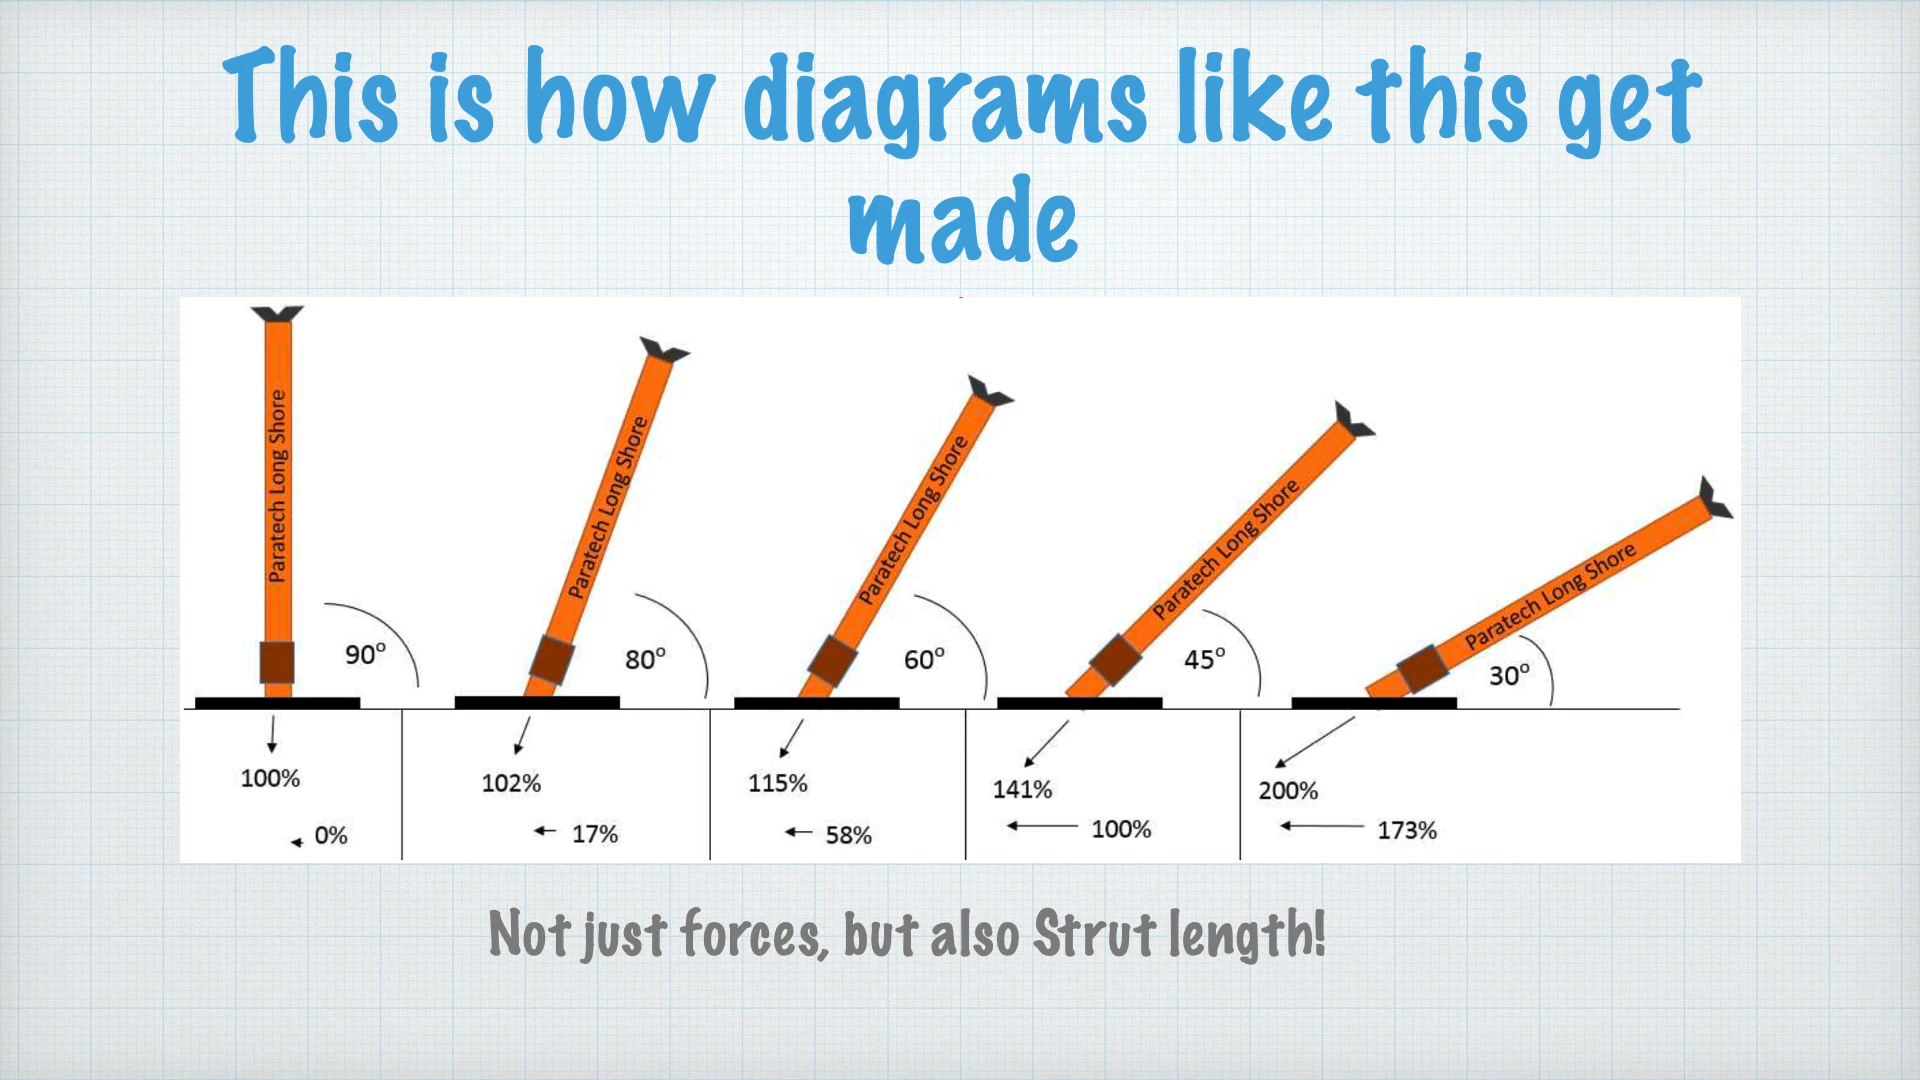 This is how diagrams like this get
made
Paratech Long Shore
90°
100%
0%
Paratech Long Shore
80°
102%
17%
Paratech Long Shore
60°
115%
58%
Paratech Long Shore
45°
141%
100%
Paratech Long Shore
30°
200%
173%
Not just forces, but also Strut length!